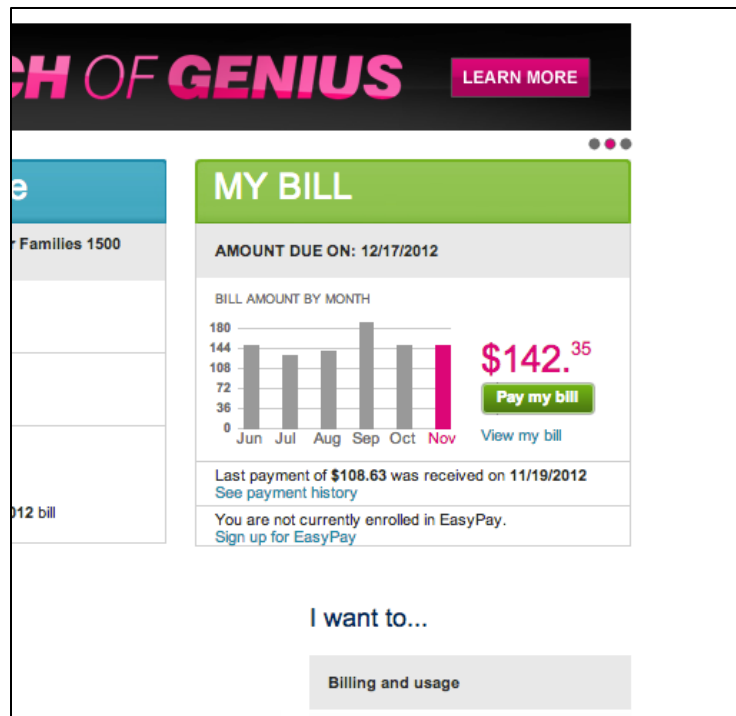 CH OF GENIUS
LEARN MORE
e
MY BILL
r Families 1500
AMOUNT DUE ON: 12/17/2012
BILL AMOUNT BY MONTH
180
144
108
72
36
0
Jun Jul Aug Sep Oct Nov
$142.35
Pay my bill
View my bill
Last payment of $108.63 was received on 11/19/2012
See payment history
012 bill
You are not currently enrolled in EasyPay.
Sign up for EasyPay
I want to...
Billing and usage